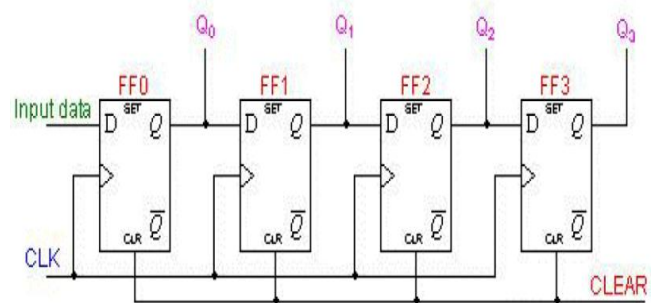 Q0 Q1 Q2 Q3
FF0 FF1 FF2 FF3
SET SET SET SET
Input data
D Q D Q D Q D Q
Q̅ Q̅ Q̅ Q̅
CLR CLR CLR CLR
CLK
CLEAR